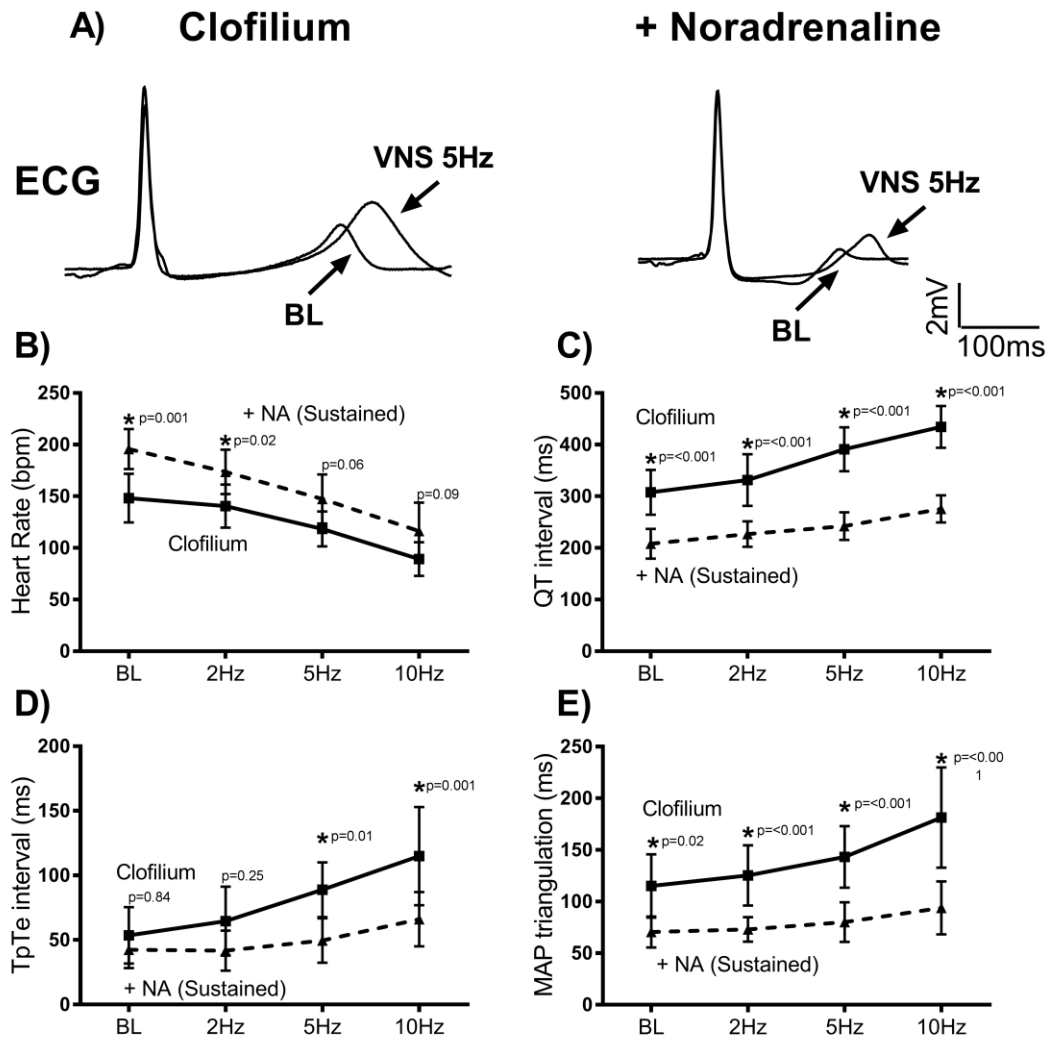 A) Clofilium + Noradrenaline
ECG
VNS 5Hz
BL
VNS 5Hz
BL
2mV
100ms
B)
Heart Rate (bpm)
250
200
150
100
50
0
* p=0.001
+ NA (Sustained)
* p=0.02
p=0.06
p=0.09
Clofilium
BL 2Hz 5Hz 10Hz
C)
QT interval (ms)
500
400
300
200
100
0
Clofilium
* p=<0.001
* p=<0.001
* p=<0.001
* p=<0.001
+ NA (Sustained)
BL 2Hz 5Hz 10Hz
D)
TpTe interval (ms)
200
150
100
50
0
Clofilium
p=0.84
p=0.25
* p=0.01
* p=0.001
+ NA (Sustained)
BL 2Hz 5Hz 10Hz
E)
MAP triangulation (ms)
250
200
150
100
50
0
Clofilium
* p=0.02
* p=<0.001
* p=<0.001
* p=<0.00
1
+ NA (Sustained)
BL 2Hz 5Hz 10Hz